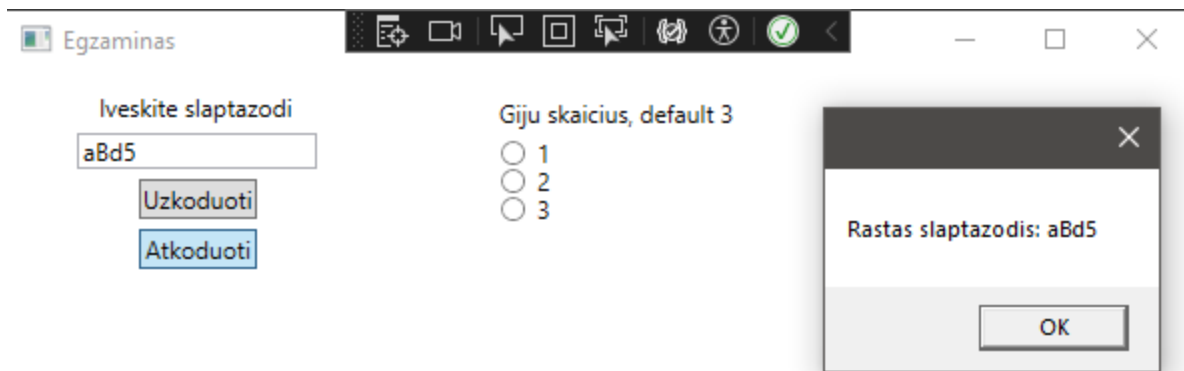 Egzaminas
Iveskite slaptazodi
aBd5
Uzkoduoti
Atkoduoti
Giju skaicius, default 3
1
2
3
Rastas slaptazodis: aBd5
OK